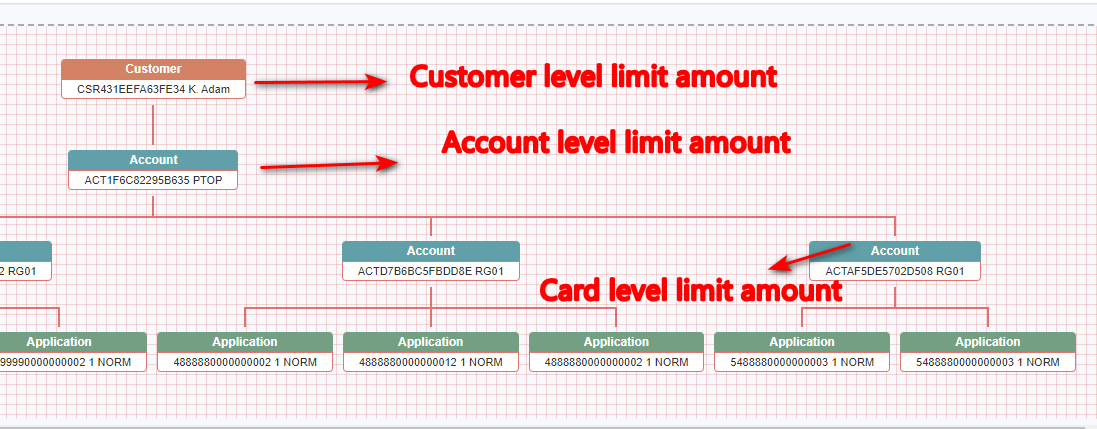 Customer
CSR431EEFA63FE34 K. Adam
Customer level limit amount
Account
ACT1F6C82295B635 PTOP
Account level limit amount
2 RG01
Account
ACTD7B6BC5FBDD8E RG01
Account
ACTAF5DE5702D508 RG01
Card level limit amount
Application
99990000000002 1 NORM
Application
4888880000000002 1 NORM
Application
4888880000000012 1 NORM
Application
4888880000000002 1 NORM
Application
5488880000000003 1 NORM
Application
5488880000000003 1 NORM